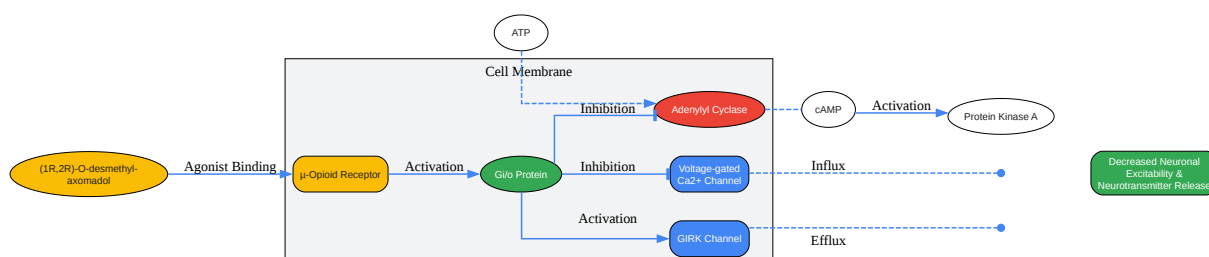 ATP
Cell Membrane
Inhibition
Adenylyl Cyclase
cAMP
Activation
Protein Kinase A
(1R,2R)-O-desmethyl-
axomadol
Agonist Binding
μ-Opioid Receptor
Activation
Gi/o Protein
Inhibition
Voltage-gated
Ca2+ Channel
Influx
Decreased Neuronal
Excitability &
Neurotransmitter Release
Activation
GIRK Channel
Efflux